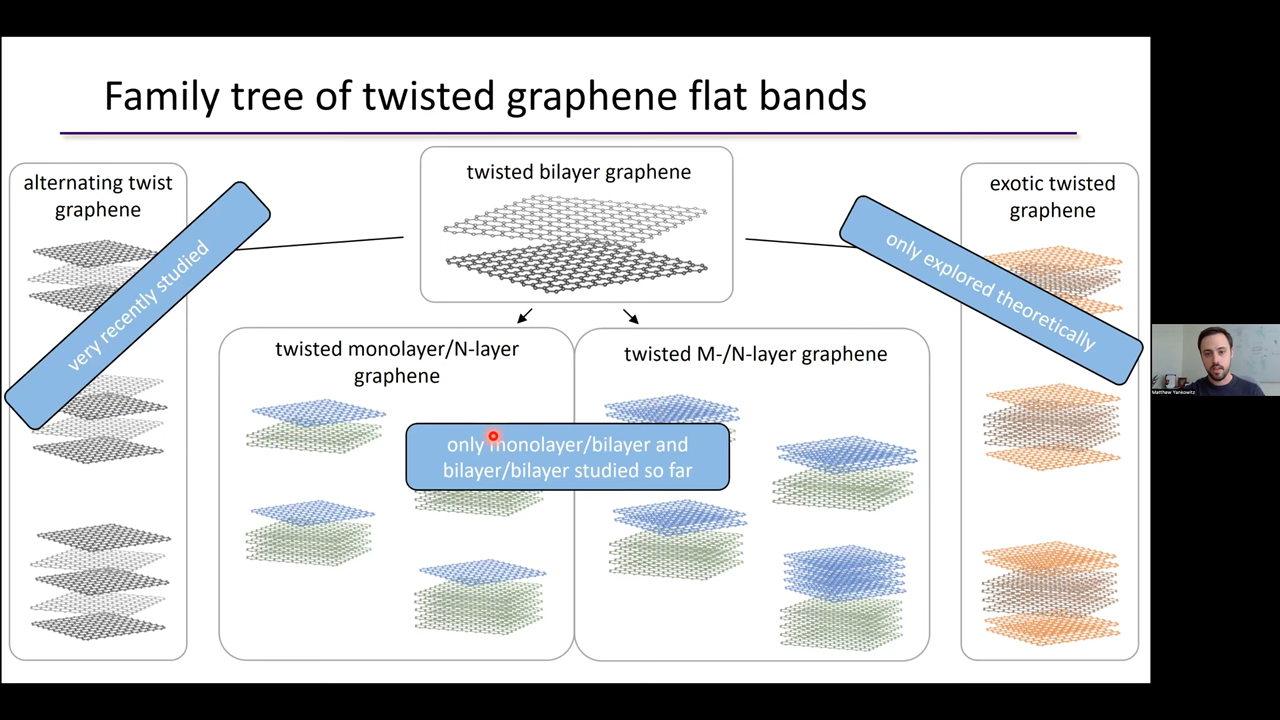 Family tree of twisted graphene flat bands
alternating twist
graphene
very recently studied
twisted bilayer graphene
exotic twisted
graphene
only explored theoretically
twisted monolayer/N-layer
graphene
twisted M-/N-layer graphene
only monolayer/bilayer and
bilayer/bilayer studied so far
Matthew Yankowitz